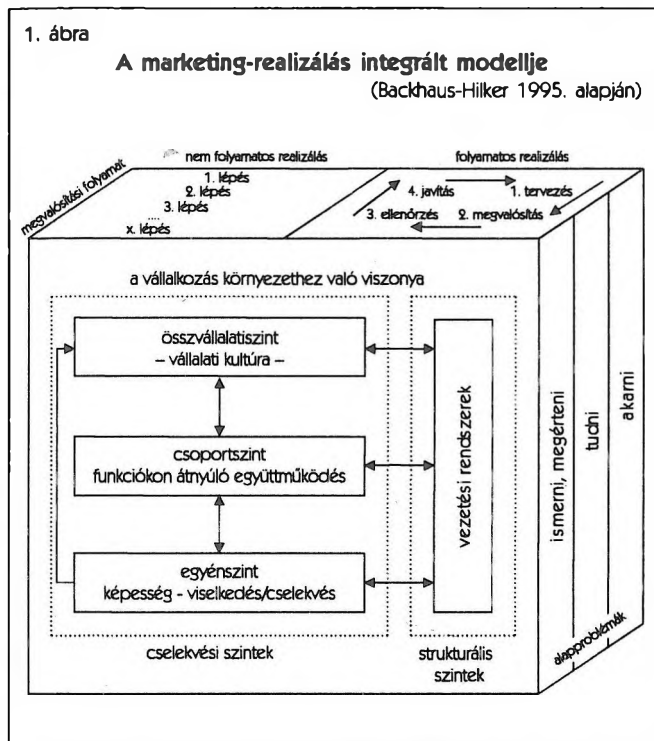 1. ábra
A marketing-realizálás integrált modellje
(Backhaus-Hilker 1995. alapján)
megvalósítási folyamat
nem folyamatos realizálás
1. lépés
2. lépés
3. lépés
....
x. lépés
folyamatos realizálás
4. javítás
1. tervezés
3. ellenőrzés
2. megvalósítás
a vállalkozás környezethez való viszonya
összvállalatiszint
– vállalati kultúra –
csoportszint
funkciókon átnyúló együttműködés
egyénszint
képesség - viselkedés/cselekvés
cselekvési szintek
vezetési rendszerek
strukturális
szintek
ismerni, megérteni
tudni
akarni
alapproblémák